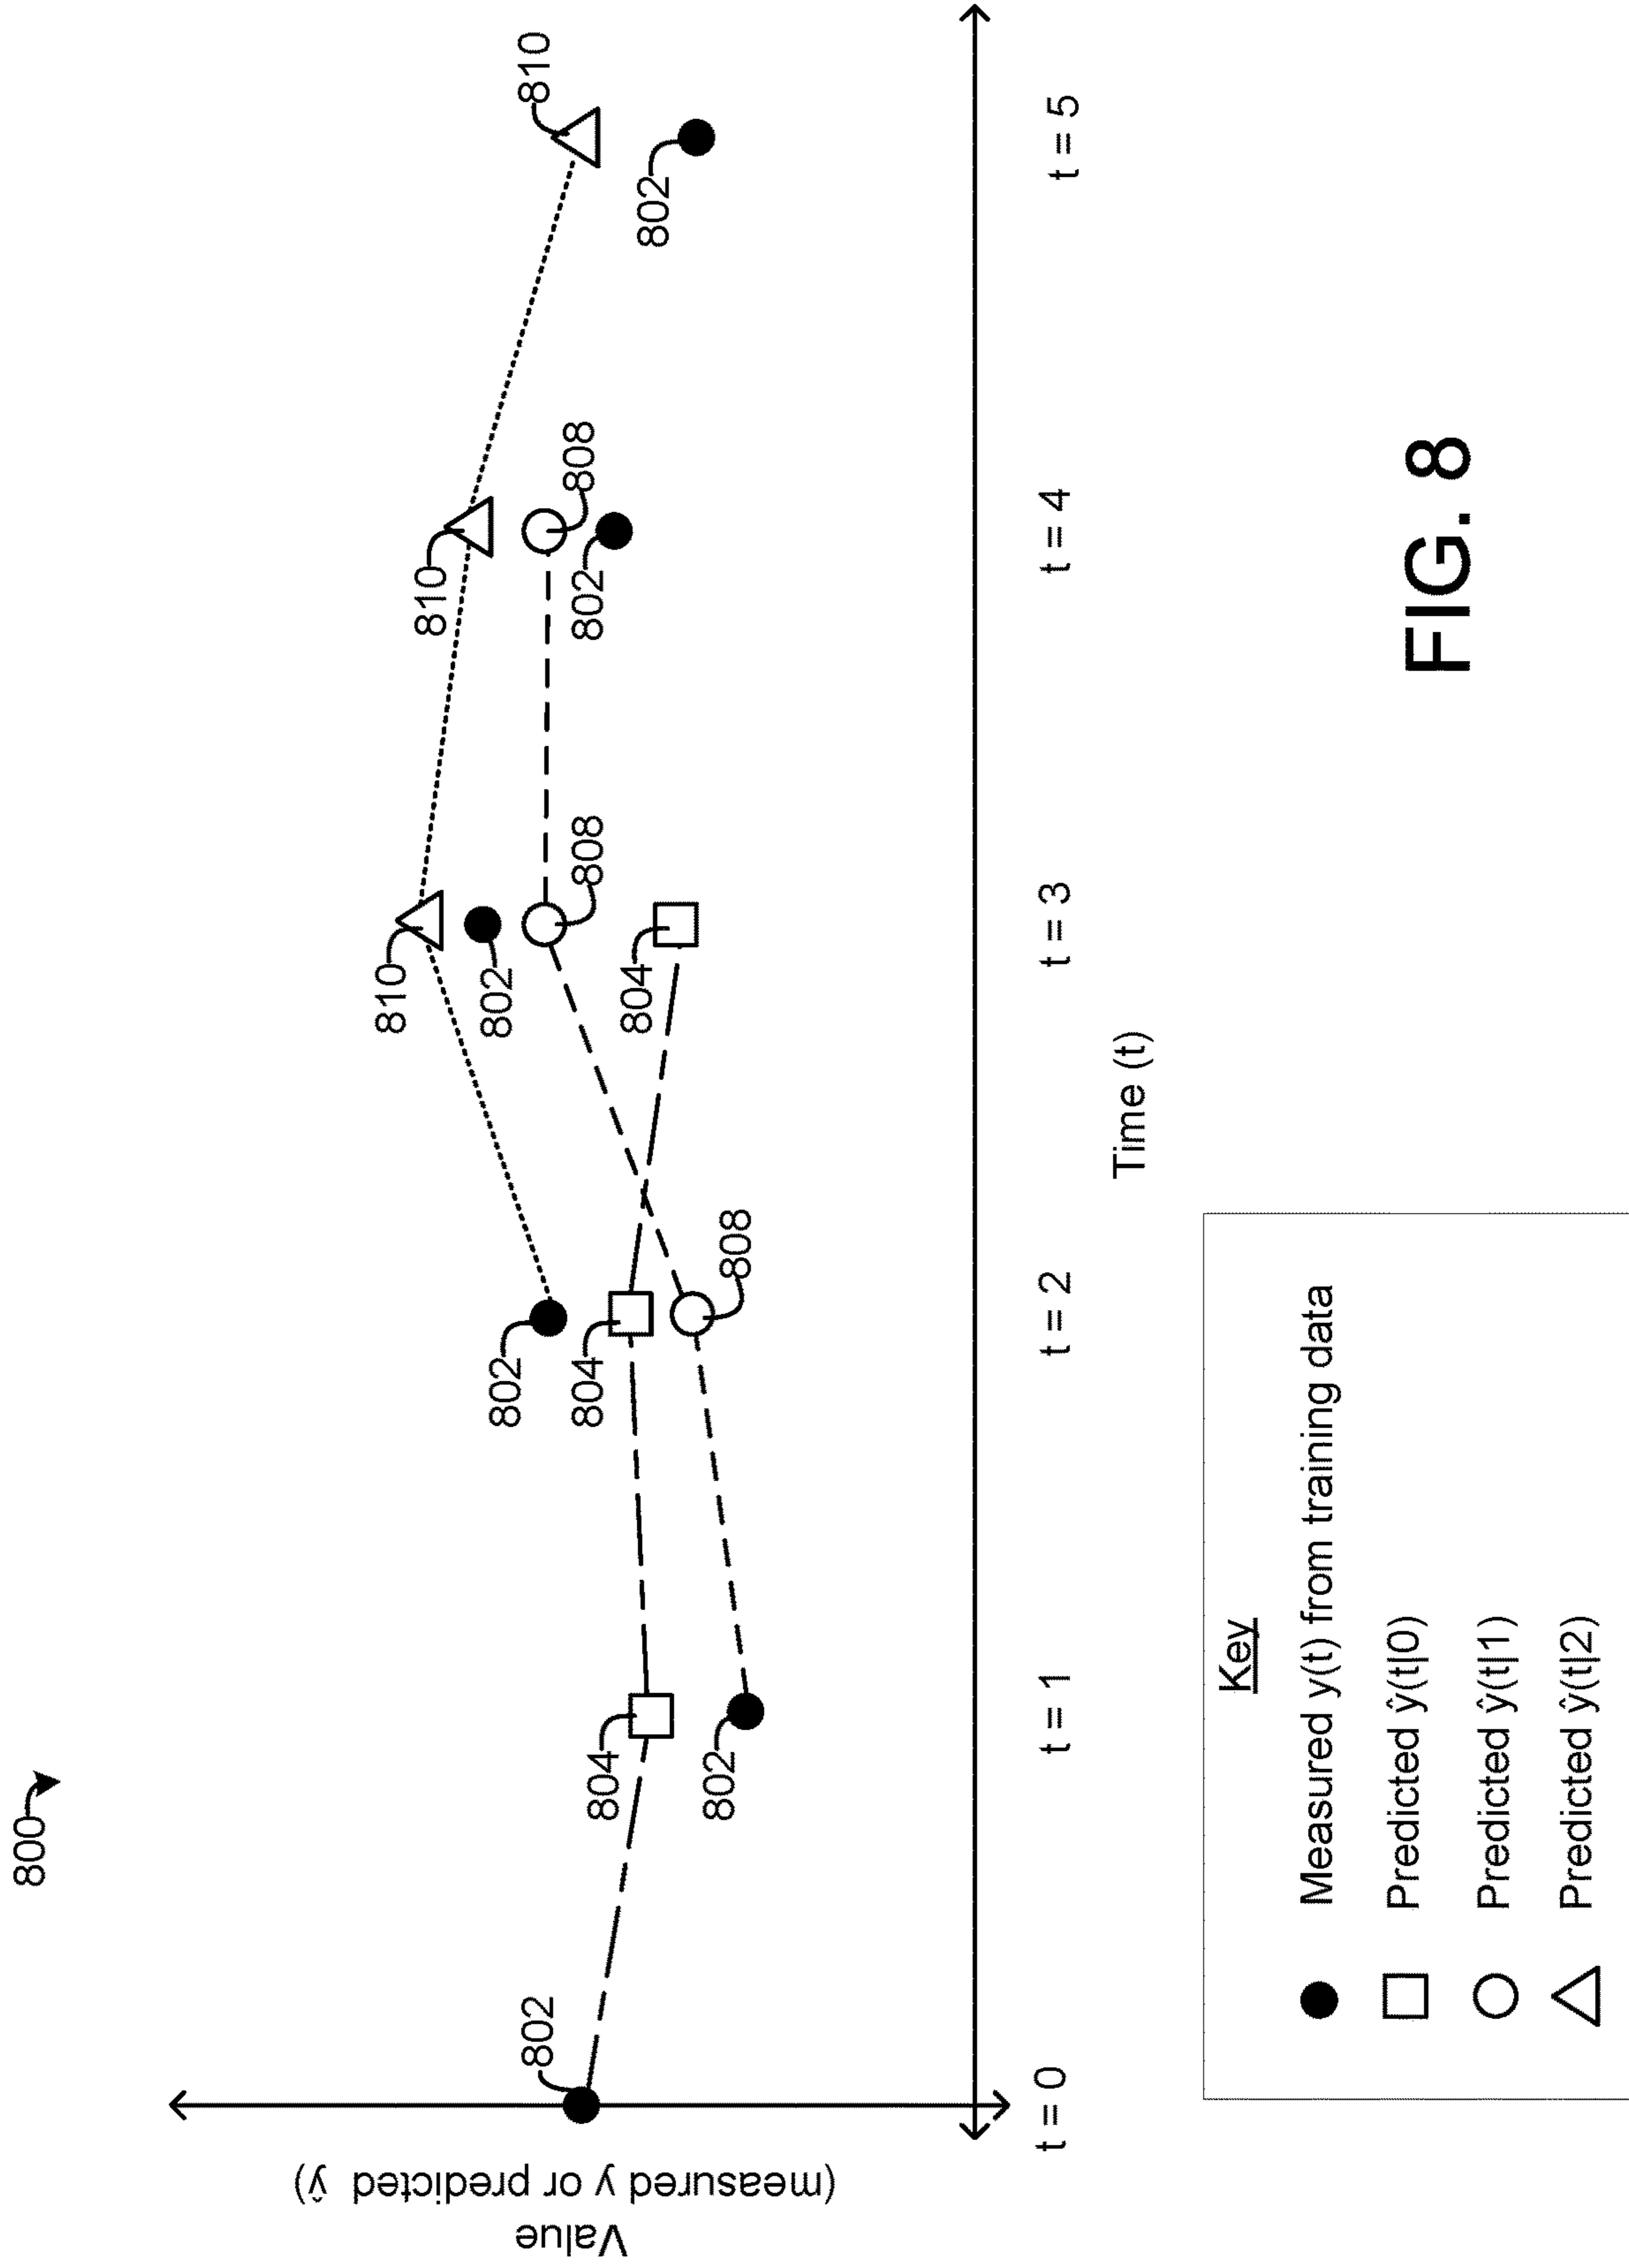 800
Value
(measured y or predicted ŷ)
802
804
802
802
804
808
810
802
808
804
810
808
802
810
802
t = 0
t = 1
t = 2
t = 3
t = 4
t = 5
Time (t)
Key
Measured y(t) from training data
Predicted ŷ(t|0)
Predicted ŷ(t|1)
Predicted ŷ(t|2)
FIG. 8